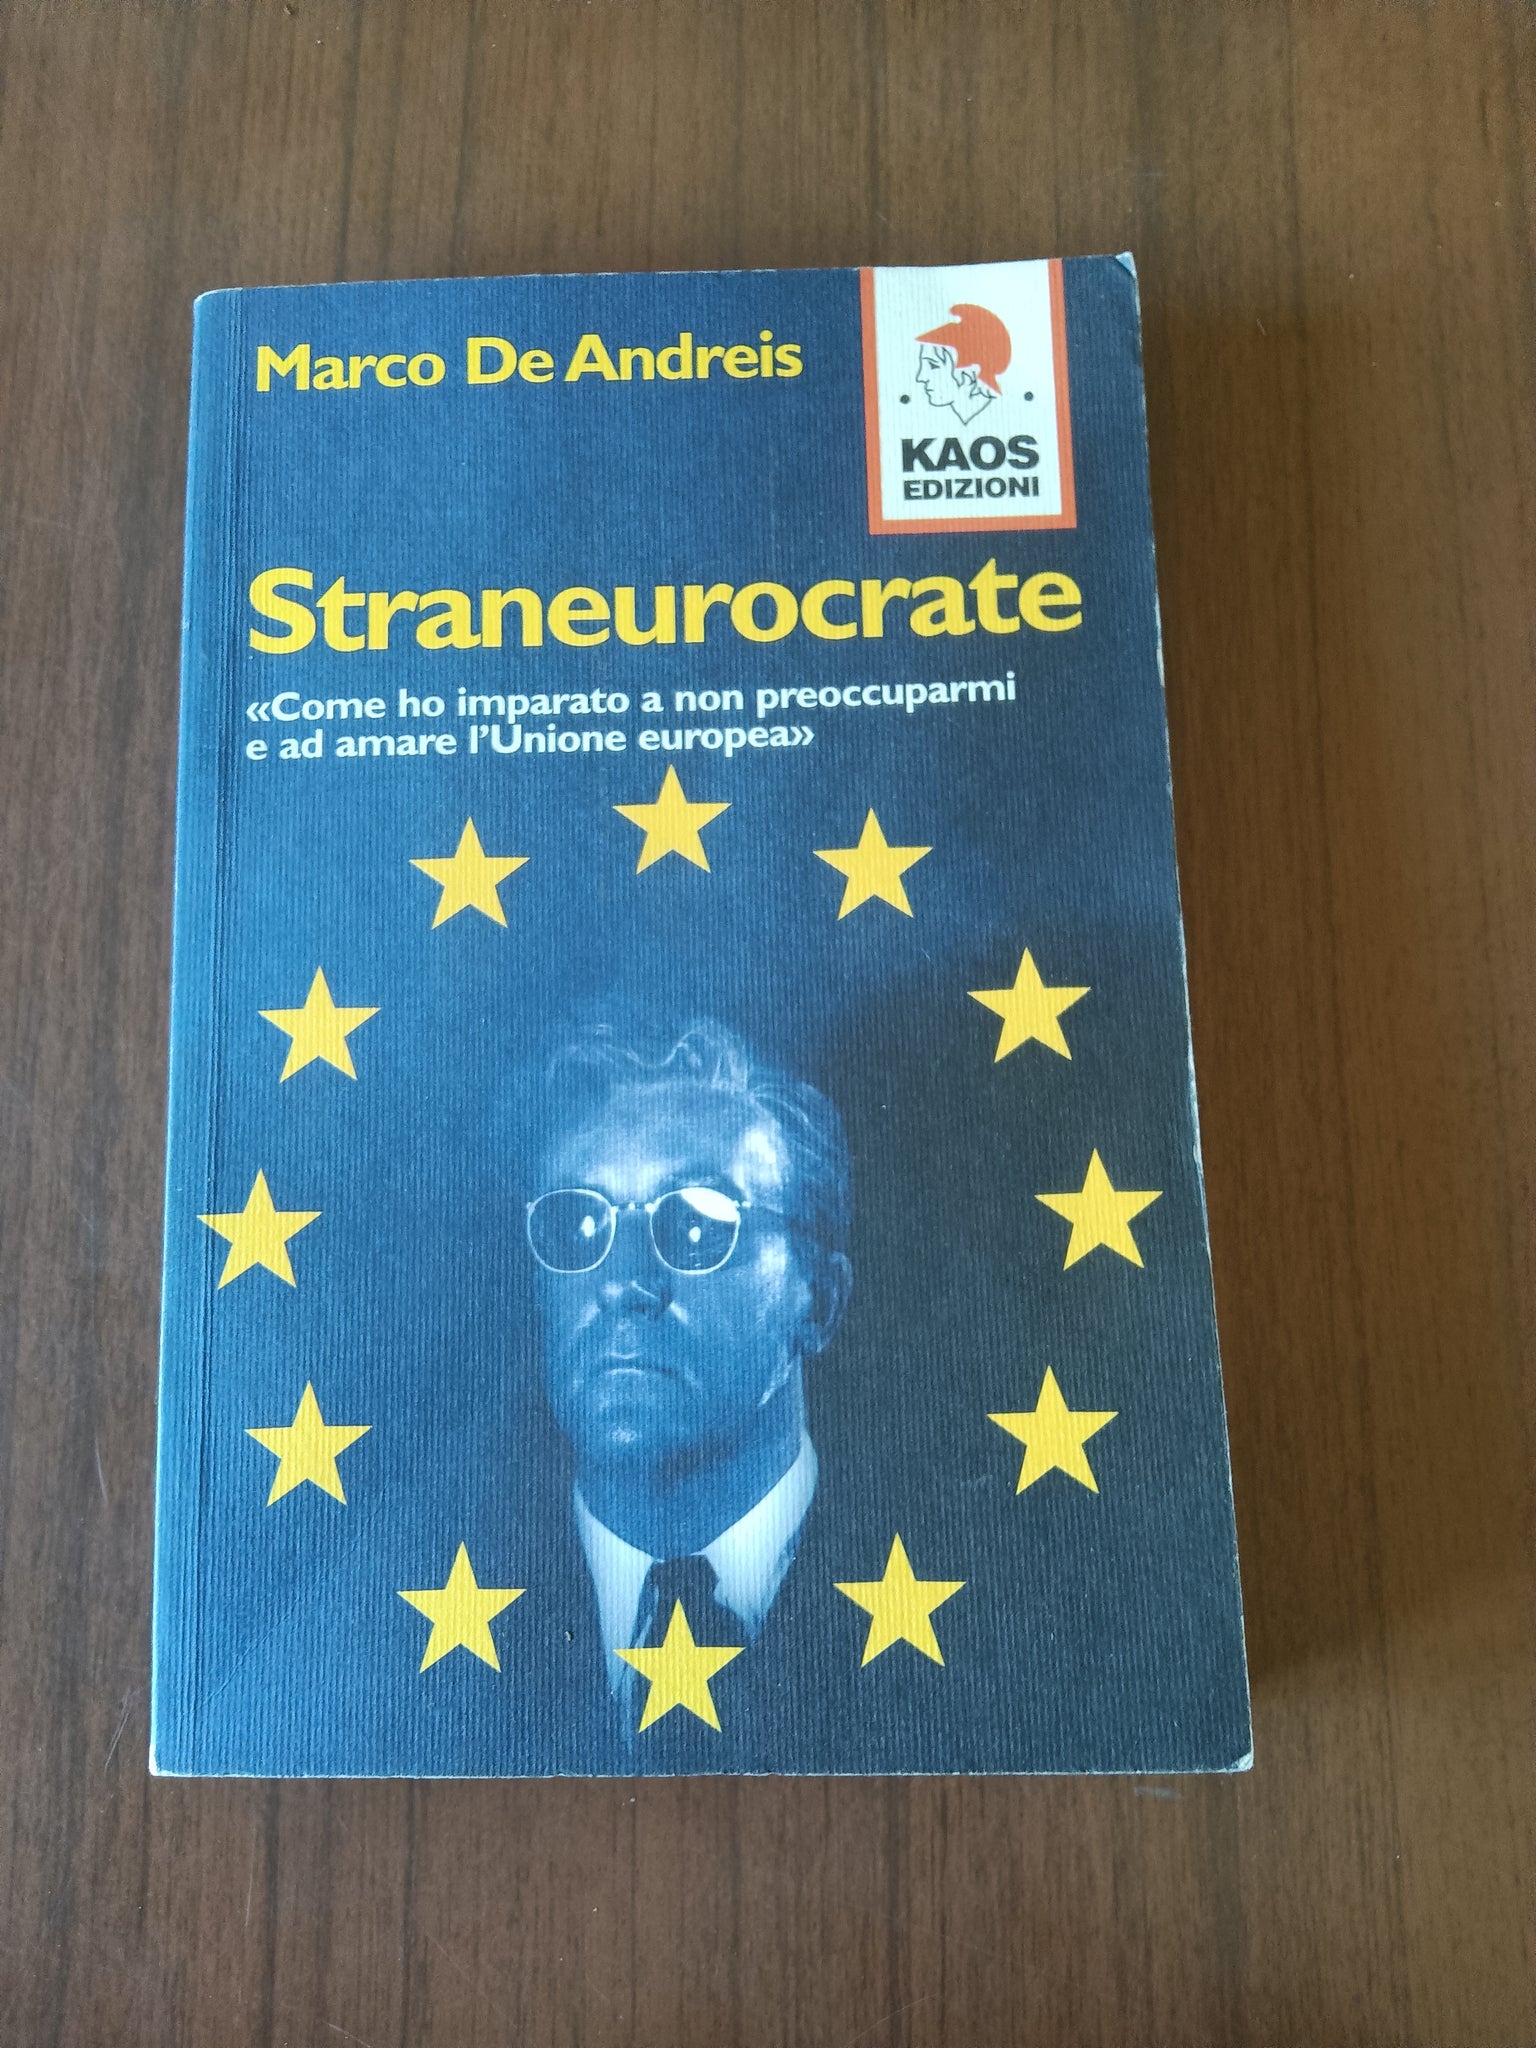 Marco De Andreis
KAOS
EDIZIONI
Straneurocrate
«Come ho imparato a non preoccuparmi
e ad amare l'Unione europea»